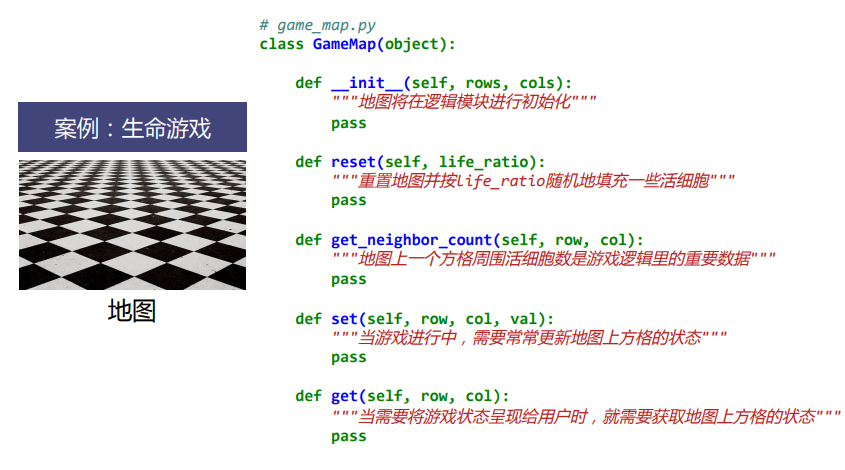 案例：生命游戏
地图
# game_map.py
class GameMap(object):
    def __init__(self, rows, cols):
        """地图将在逻辑模块进行初始化"""
        pass
    def reset(self, life_ratio):
        """重置地图并按life_ratio随机地填充一些活细胞"""
        pass
    def get_neighbor_count(self, row, col):
        """地图上一个方格周围活细胞数是游戏逻辑里的重要数据"""
        pass
    def set(self, row, col, val):
        """当游戏进行中，需要常常更新地图上方格的状态"""
        pass
    def get(self, row, col):
        """当需要将游戏状态呈现给用户时，就需要获取地图上方格的状态"""
        pass